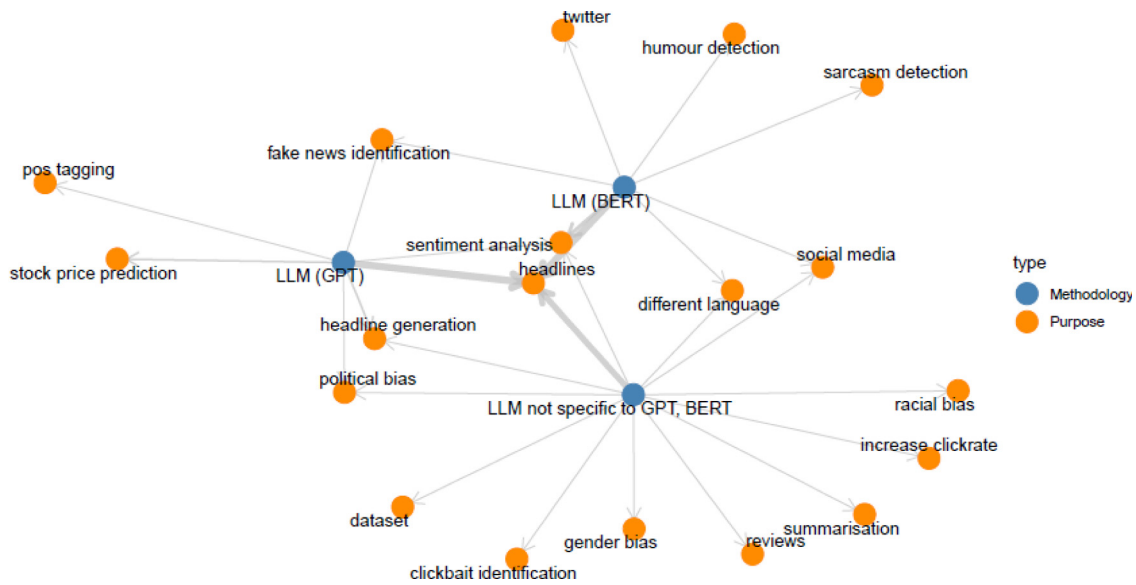 twitter
humour detection
sarcasm detection
fake news identification
pos tagging
LLM (BERT)
sentiment analysis
headlines
social media
stock price prediction
LLM (GPT)
different language
type
Methodology
Purpose
headline generation
political bias
LLM not specific to GPT, BERT
racial bias
increase clickrate
dataset
summarisation
gender bias
reviews
clickbait identification